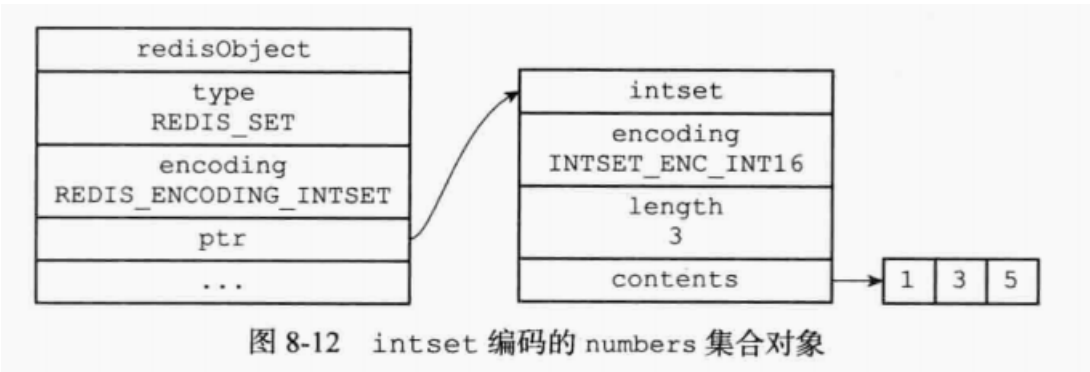 redisObject
type
REDIS_SET
encoding
REDIS_ENCODING_INTSET
ptr
...
intset
encoding
INTSET_ENC_INT16
length
3
contents
1 3 5
图 8-12 intset 编码的 numbers 集合对象